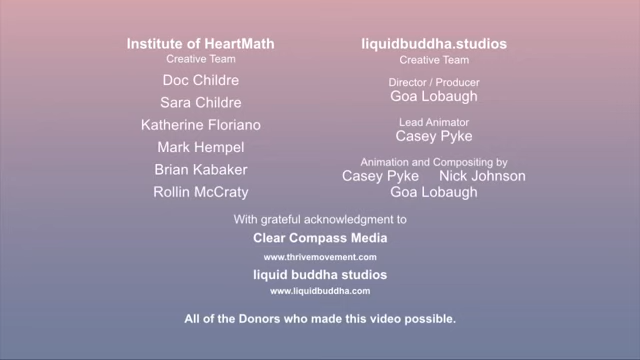 Institute of HeartMath
Creative Team
Doc Childre
Sara Childre
Katherine Floriano
Mark Hempel
Brian Kabaker
Rollin McCraty
liquidbuddha.studios
Creative Team
Director / Producer
Goa Lobaugh
Lead Animator
Casey Pyke
Animation and Compositing by
Casey Pyke Nick Johnson
Goa Lobaugh
With grateful acknowledgment to
Clear Compass Media
www.thrivemovement.com
liquid buddha studios
www.liquidbuddha.com
All of the Donors who made this video possible.